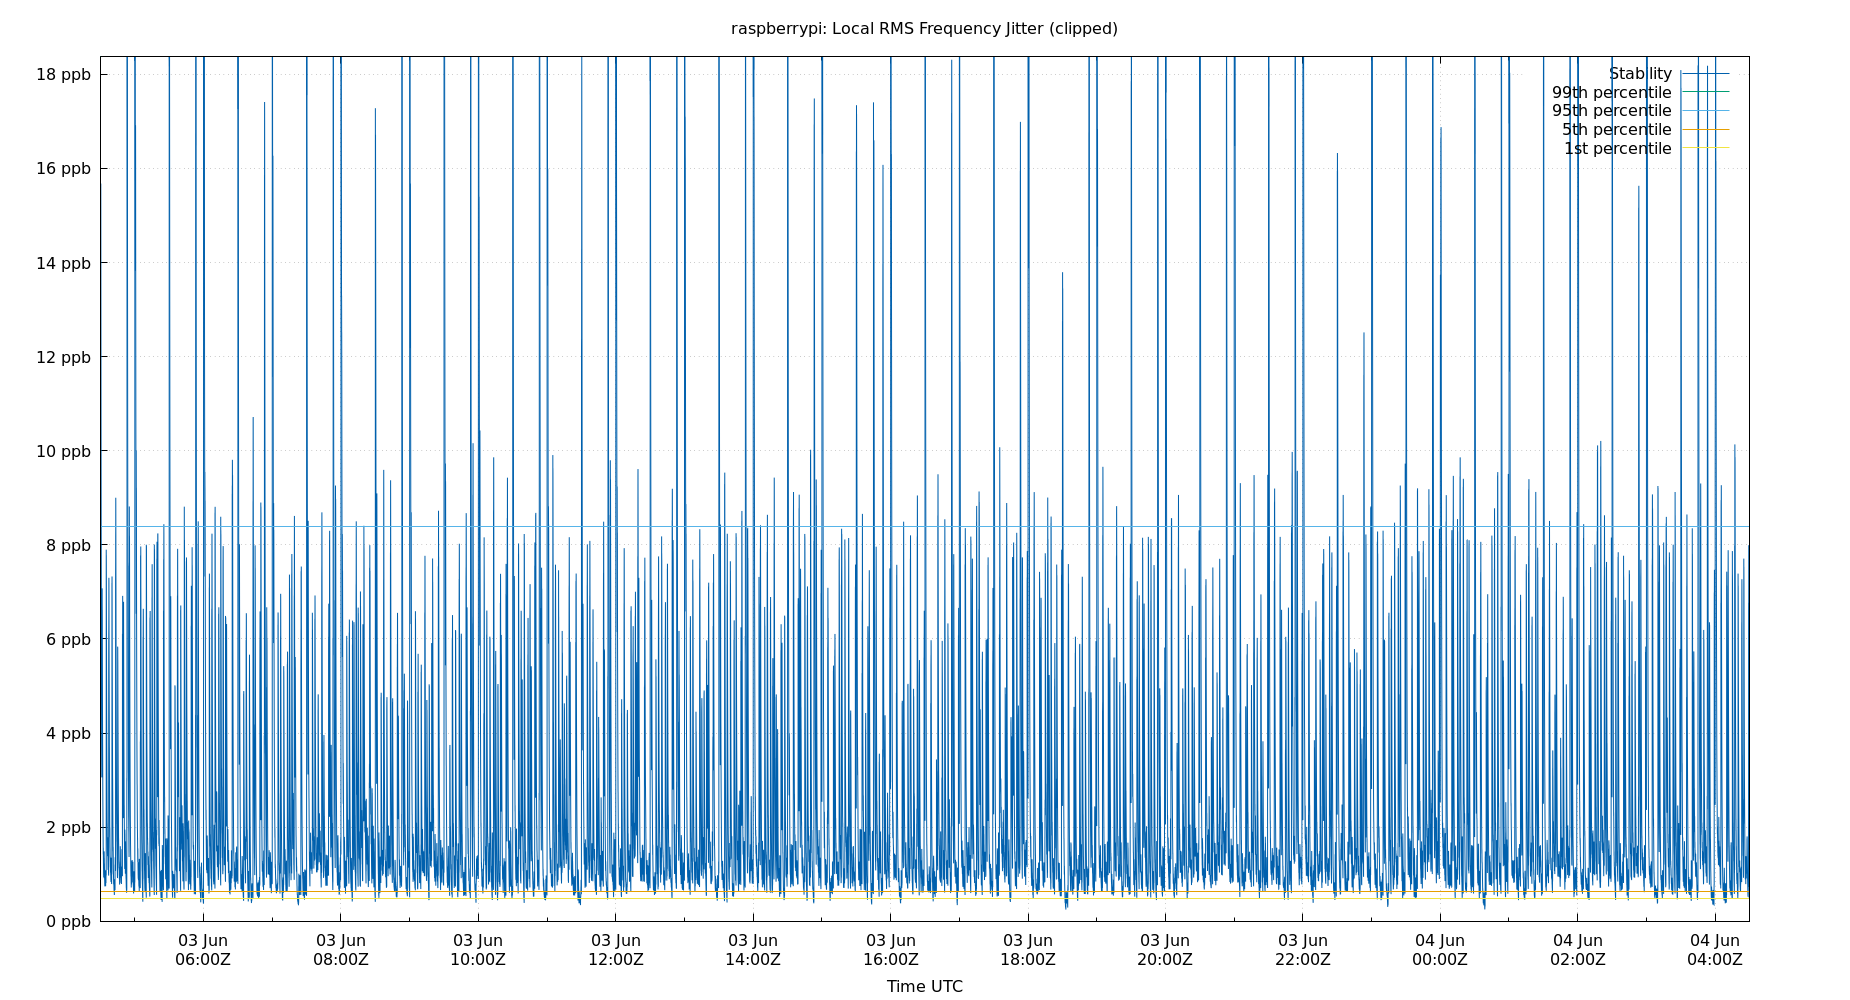 raspberrypi: Local RMS Frequency Jitter (clipped)
18 ppb
16 ppb
14 ppb
12 ppb
10 ppb
8 ppb
6 ppb
4 ppb
2 ppb
0 ppb
Stability
99th percentile
95th percentile
5th percentile
1st percentile
03 Jun 03 Jun 03 Jun 03 Jun 03 Jun 03 Jun 03 Jun 03 Jun 03 Jun 04 Jun 04 Jun 04 Jun
06:00Z 08:00Z 10:00Z 12:00Z 14:00Z 16:00Z 18:00Z 20:00Z 22:00Z 00:00Z 02:00Z 04:00Z
Time UTC